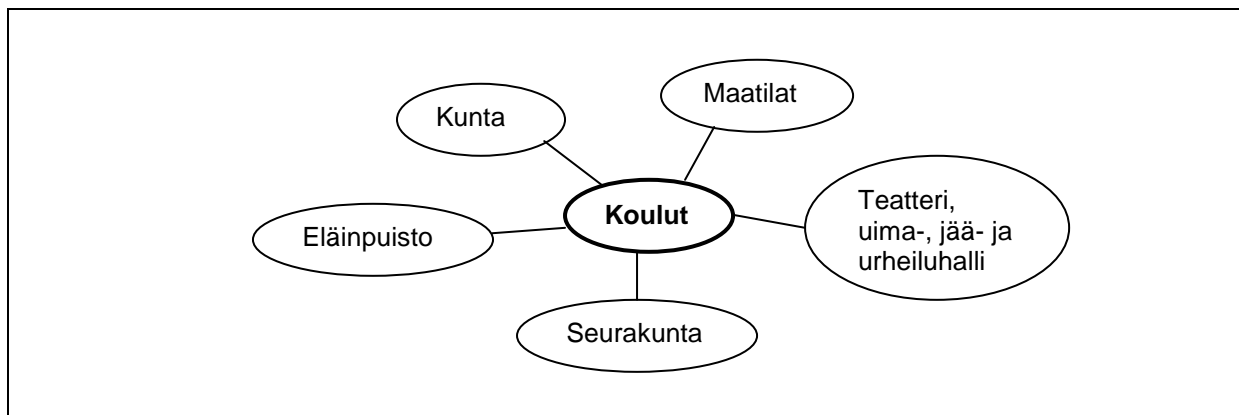 Maatilat
Kunta
Teatteri,
uima-, jää- ja
urheiluhalli
Koulut
Eläinpuisto
Seurakunta